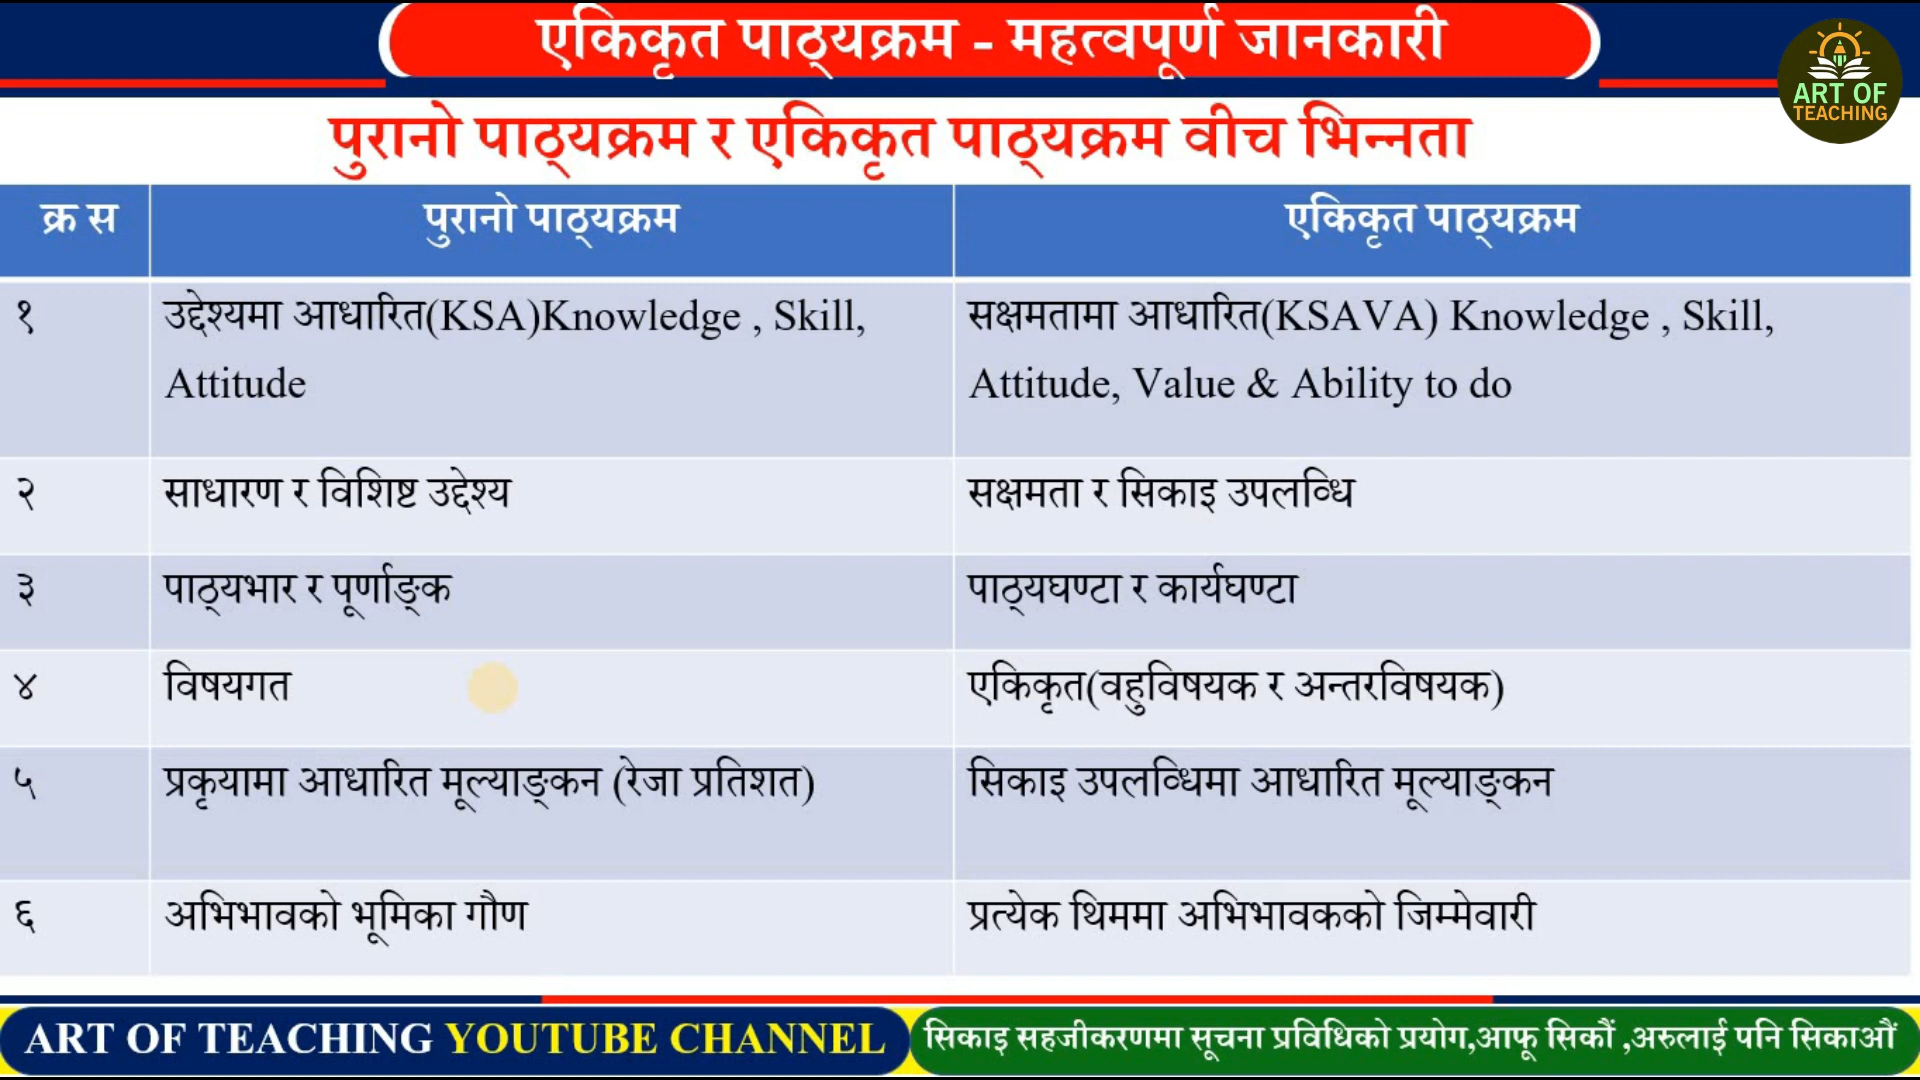 एकिकृत पाठ्यक्रम - महत्वपूर्ण जानकारी
ART OF
TEACHING
पुरानो पाठ्यक्रम र एकिकृत पाठ्यक्रम वीच भिन्नता
क्र स पुरानो पाठ्यक्रम एकिकृत पाठ्यक्रम
१ उद्देश्यमा आधारित(KSA)Knowledge , Skill, सक्षमतामा आधारित(KSAVA) Knowledge , Skill,
Attitude Attitude, Value & Ability to do
२ साधारण र विशिष्ट उद्देश्य सक्षमता र सिकाइ उपलव्धि
३ पाठ्यभार र पूर्णाङ्क पाठ्यघण्टा र कार्यघण्टा
४ विषयगत एकिकृत(वहुविषयक र अन्तरविषयक)
५ प्रकृयामा आधारित मूल्याङ्कन (रेजा प्रतिशत) सिकाइ उपलव्धिमा आधारित मूल्याङ्कन
६ अभिभावको भूमिका गौण प्रत्येक थिममा अभिभावकको जिम्मेवारी
ART OF TEACHING YOUTUBE CHANNEL सिकाइ सहजीकरणमा सूचना प्रविधिको प्रयोग,आफू सिकौं ,अरुलाई पनि सिकाऔं